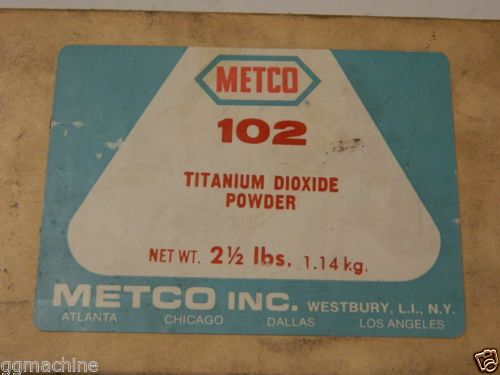 METCO
®
102
TITANIUM DIOXIDE
POWDER
NET WT. 2½ lbs. 1.14 kg.
METCO INC. WESTBURY, L.I., N.Y.
ATLANTA CHICAGO DALLAS LOS ANGELES
ggmachine